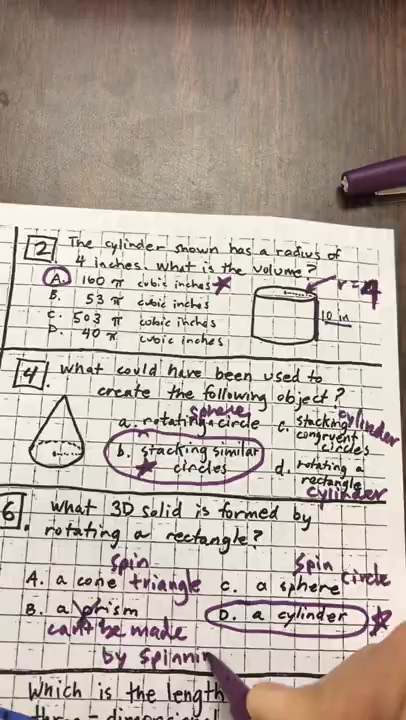 2. The cylinder shown has a radius of
4 inches. What is the volume?
A. 160 π cubic inches
B. 53 π cubic inches
C. 503 π cubic inches
D. 40 π cubic inches
r=4
10 in
4. What could have been used to
create the following object?
sphere
a. rotating a circle
b. stacking similar
circles
cylinder
c. stacking
congruent
circles
d. rotating a
rectangle
cylinder
6. What 3D solid is formed by
rotating a rectangle?
spin
A. a cone triangle
B. a prism
can't be made
by spinnin
spin
C. a sphere circle
D. a cylinder
Which is the length